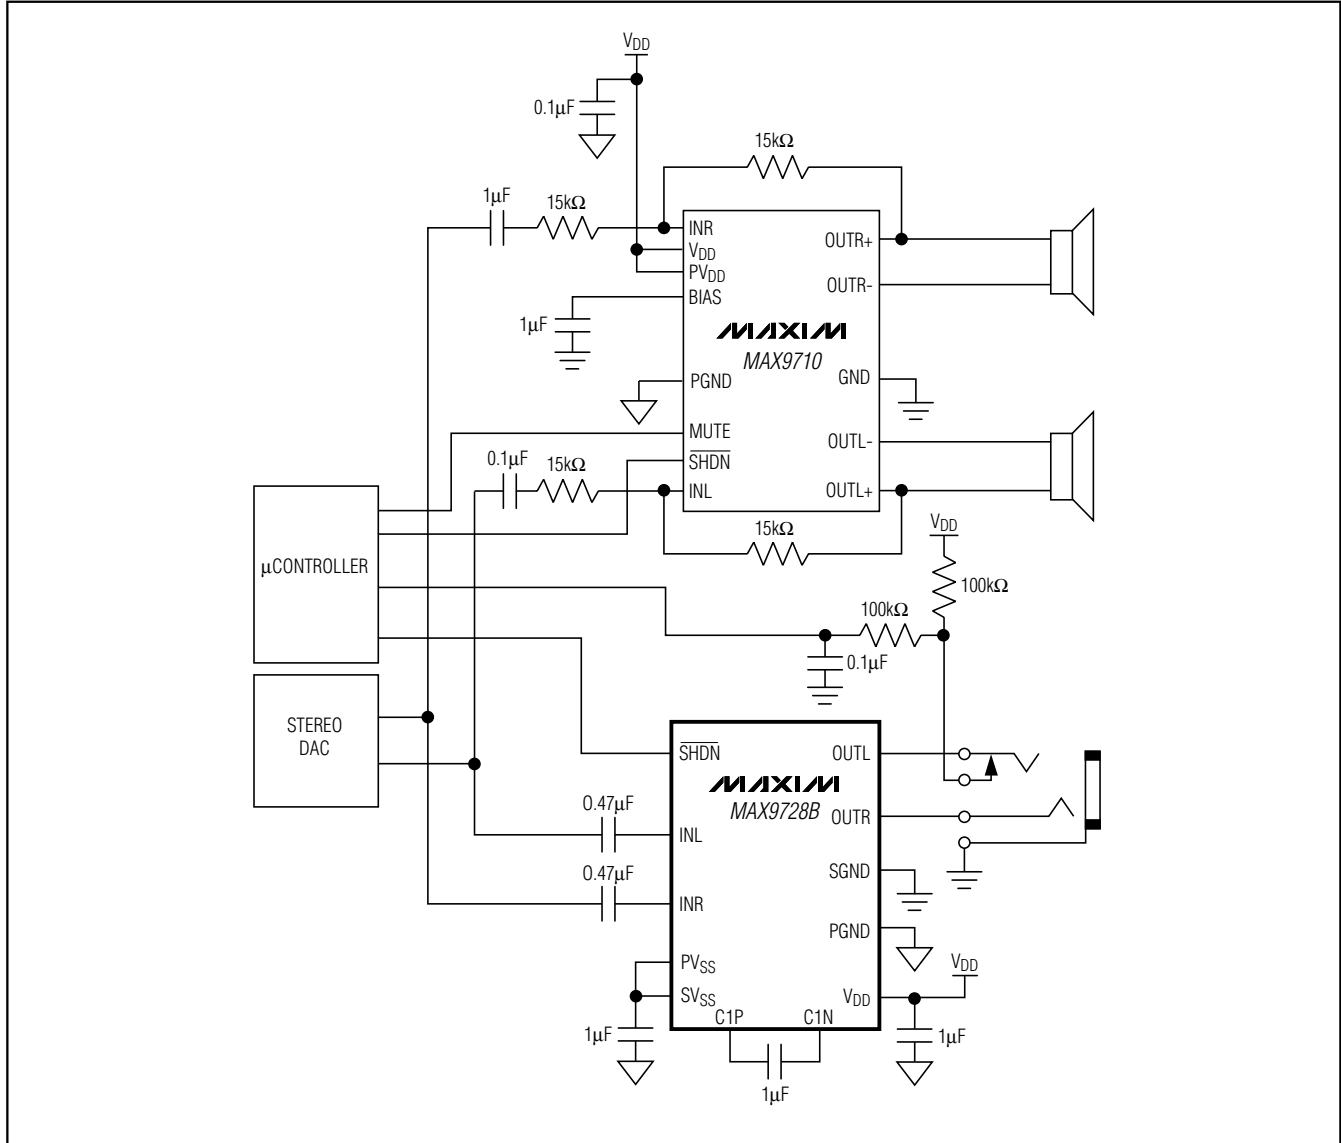 VDD
0.1µF
15kΩ
1µF
15kΩ
INR
VDD
PVDD
BIAS
OUTR+
OUTR-
1µF
MAXIM
MAX9710
PGND
GND
MUTE
SHDN
INL
OUTL-
OUTL+
0.1µF
15kΩ
15kΩ
VDD
100kΩ
100kΩ
0.1µF
µCONTROLLER
STEREO
DAC
SHDN
OUTL
MAXIM
MAX9728B
OUTR
0.47µF
INL
0.47µF
INR
SGND
PGND
PVSS
SVSS
VDD
VDD
C1P
C1N
1µF
1µF
1µF